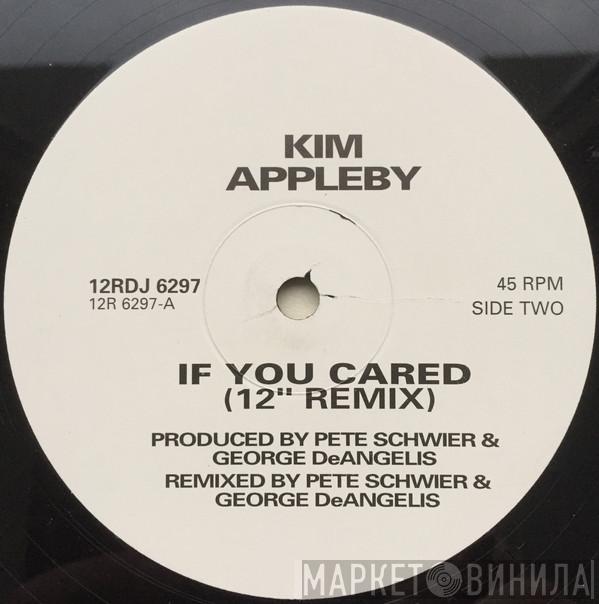 KIM
APPLEBY
12RDJ 6297
12R 6297-A
45 RPM
SIDE TWO
IF YOU CARED
(12" REMIX)
PRODUCED BY PETE SCHWIER &
GEORGE DeANGELIS
REMIXED BY PETE SCHWIER &
GEORGE DeANGELIS
МАРКЕТ ВИНИЛА